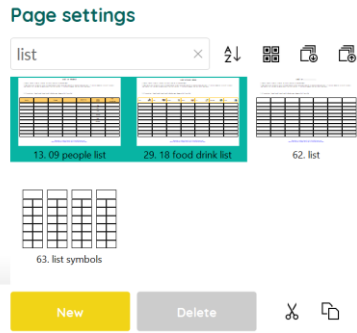 Page settings
list
13. 09 people list
29. 18 food drink list
62. list
63. list symbols
New
Delete